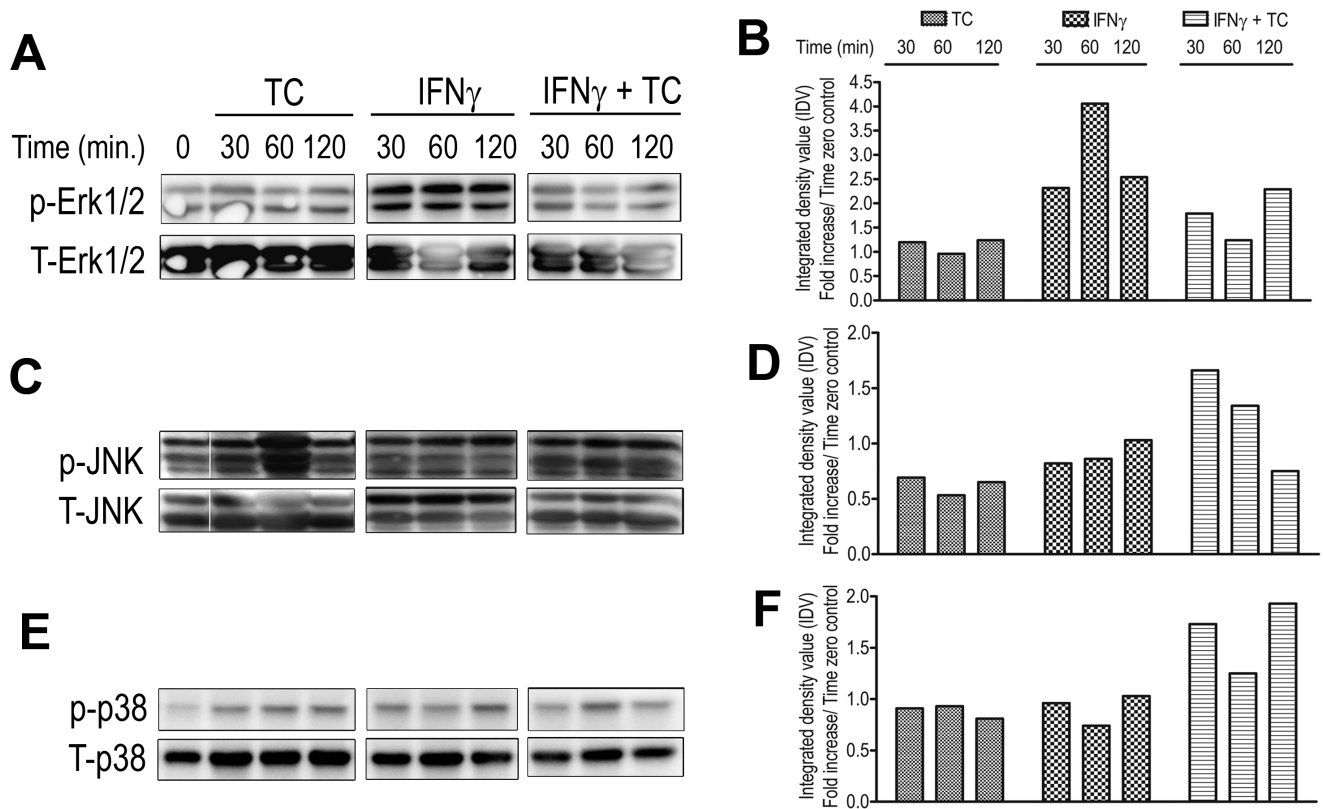 A
TC IFNγ IFNγ + TC
Time (min.) 0 30 60 120 30 60 120 30 60 120
p-Erk1/2
T-Erk1/2
B
TC IFNγ IFNγ + TC
Time (min) 30 60 120 30 60 120 30 60 120
Integrated density value (IDV)
Fold increase/ Time zero control
4.5
4.0
3.5
3.0
2.5
2.0
1.5
1.0
0.5
0.0
C
p-JNK
T-JNK
D
Integrated density value (IDV)
Fold increase/ Time zero control
2.0
1.5
1.0
0.5
0.0
E
p-p38
T-p38
F
Integrated density value (IDV)
Fold increase/ Time zero control
2.0
1.5
1.0
0.5
0.0